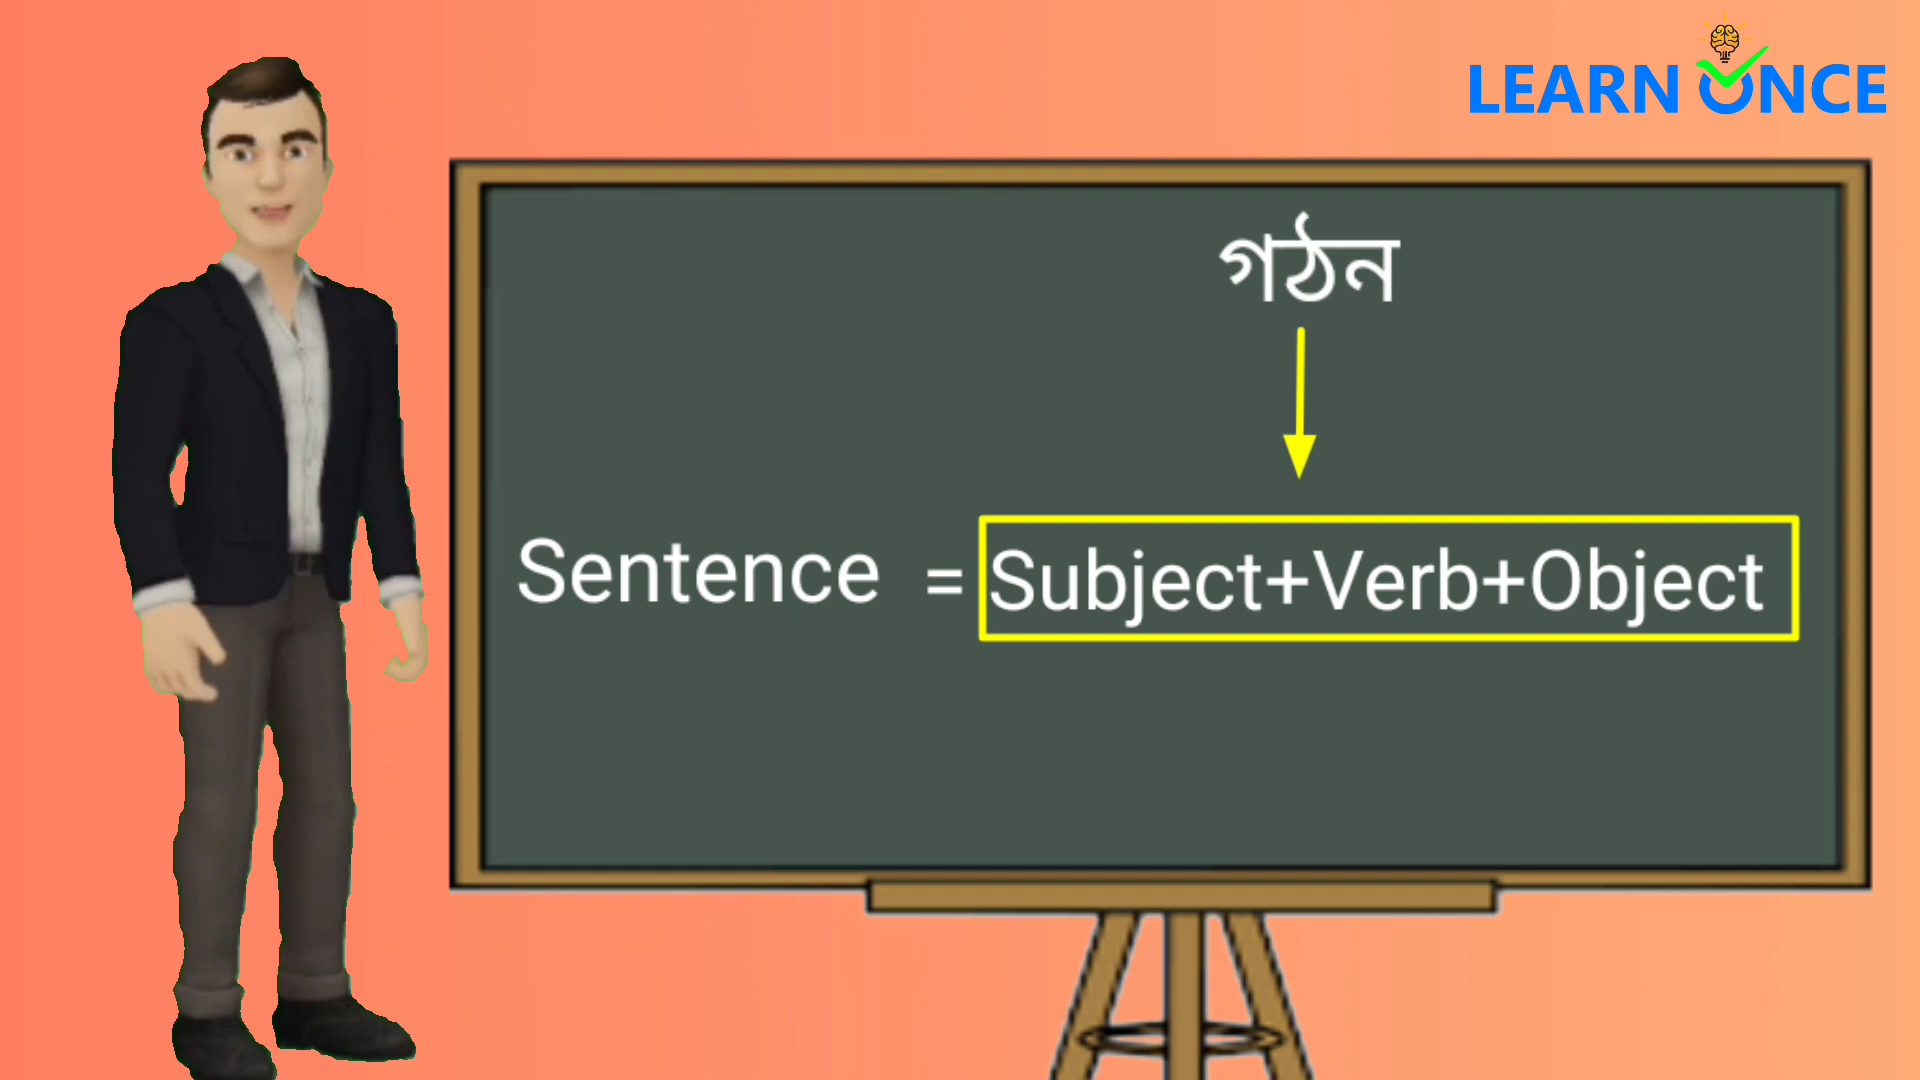 LEARN ONCE
গঠন
Sentence = Subject+Verb+Object